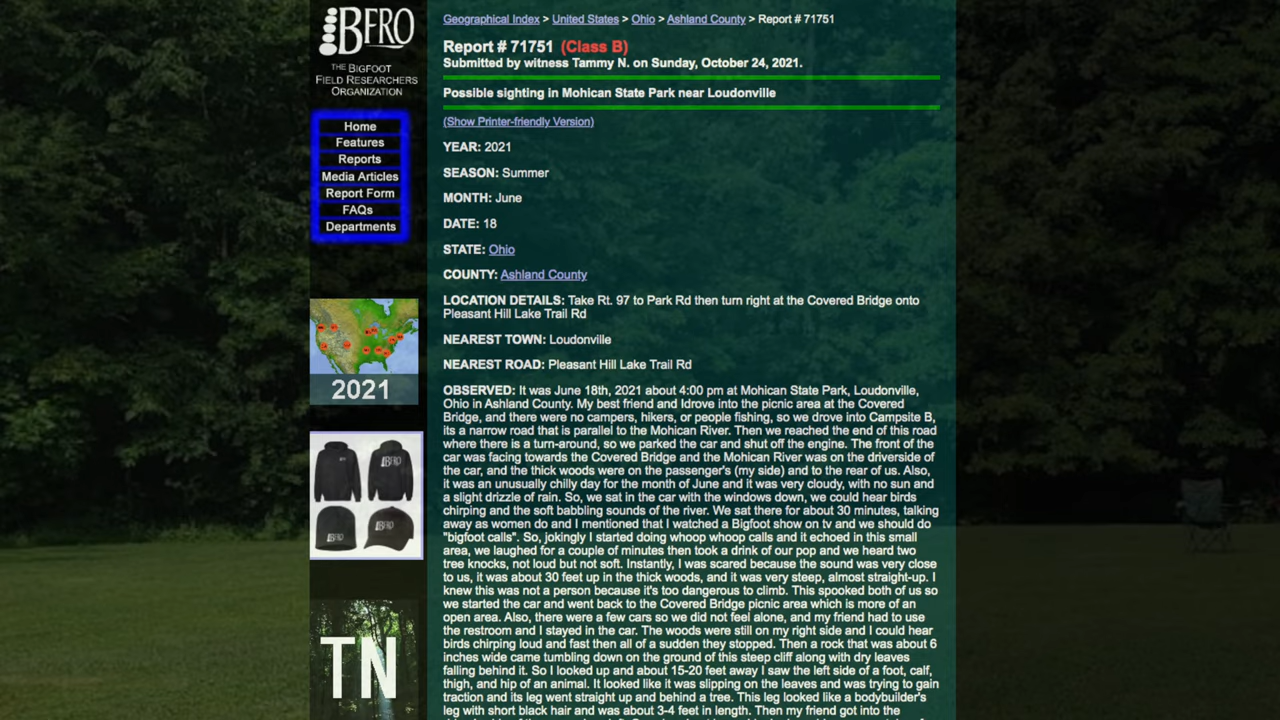 BFRO
THE BIGFOOT
FIELD RESEARCHERS
ORGANIZATION
Home
Features
Reports
Media Articles
Report Form
FAQs
Departments
2021
BFRO
BFRO
BFRO
TN
Geographical Index > United States > Ohio > Ashland County > Report # 71751
Report # 71751 (Class B)
Submitted by witness Tammy N. on Sunday, October 24, 2021.
Possible sighting in Mohican State Park near Loudonville
(Show Printer-friendly Version)
YEAR: 2021
SEASON: Summer
MONTH: June
DATE: 18
STATE: Ohio
COUNTY: Ashland County
LOCATION DETAILS: Take Rt. 97 to Park Rd then turn right at the Covered Bridge onto
Pleasant Hill Lake Trail Rd
NEAREST TOWN: Loudonville
NEAREST ROAD: Pleasant Hill Lake Trail Rd
OBSERVED: It was June 18th, 2021 about 4:00 pm at Mohican State Park, Loudonville,
Ohio in Ashland County. My best friend and Idrove into the picnic area at the Covered
Bridge, and there were no campers, hikers, or people fishing, so we drove into Campsite B,
its a narrow road that is parallel to the Mohican River. Then we reached the end of this road
where there is a turn-around, so we parked the car and shut off the engine. The front of the
car was facing towards the Covered Bridge and the Mohican River was on the driverside of
the car, and the thick woods were on the passenger's (my side) and to the rear of us. Also,
it was an unusually chilly day for the month of June and it was very cloudy, with no sun and
a slight drizzle of rain. So, we sat in the car with the windows down, we could hear birds
chirping and the soft babbling sounds of the river. We sat there for about 30 minutes, talking
away as women do and I mentioned that I watched a Bigfoot show on tv and we should do
"bigfoot calls". So, jokingly I started doing whoop whoop calls and it echoed in this small
area, we laughed for a couple of minutes then took a drink of our pop and we heard two
tree knocks, not loud but not soft. Instantly, I was scared because the sound was very close
to us, it was about 30 feet up in the thick woods, and it was very steep, almost straight-up. I
knew this was not a person because it's too dangerous to climb. This spooked both of us so
we started the car and went back to the Covered Bridge picnic area which is more of an
open area. Also, there were a few cars so we did not feel alone, and my friend had to use
the restroom and I stayed in the car. The woods were still on my right side and I could hear
birds chirping loud and fast then all of a sudden they stopped. Then a rock that was about 6
inches wide came tumbling down on the ground of this steep cliff along with dry leaves
falling behind it. So I looked up and about 15-20 feet away I saw the left side of a foot, calf,
thigh, and hip of an animal. It looked like it was slipping on the leaves and was trying to gain
traction and its leg went straight up and behind a tree. This leg looked like a bodybuilder's
leg with short black hair and was about 3-4 feet in length. Then my friend got into the